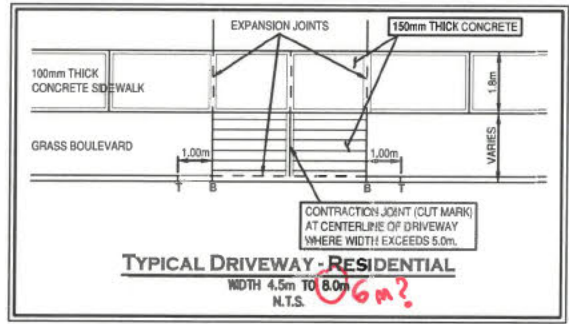 EXPANSION JOINTS
150mm THICK CONCRETE
100mm THICK
CONCRETE SIDEWALK
1.8m
GRASS BOULEVARD
1.00m
1.00m
VARIES
T
B
B
T
CONTRACTION JOINT (CUT MARK)
AT CENTERLINE OF DRIVEWAY
WHERE WIDTH EXCEEDS 5.0m.
TYPICAL DRIVEWAY - RESIDENTIAL
WIDTH 4.5m TO 8.0m
6m?
N.T.S.